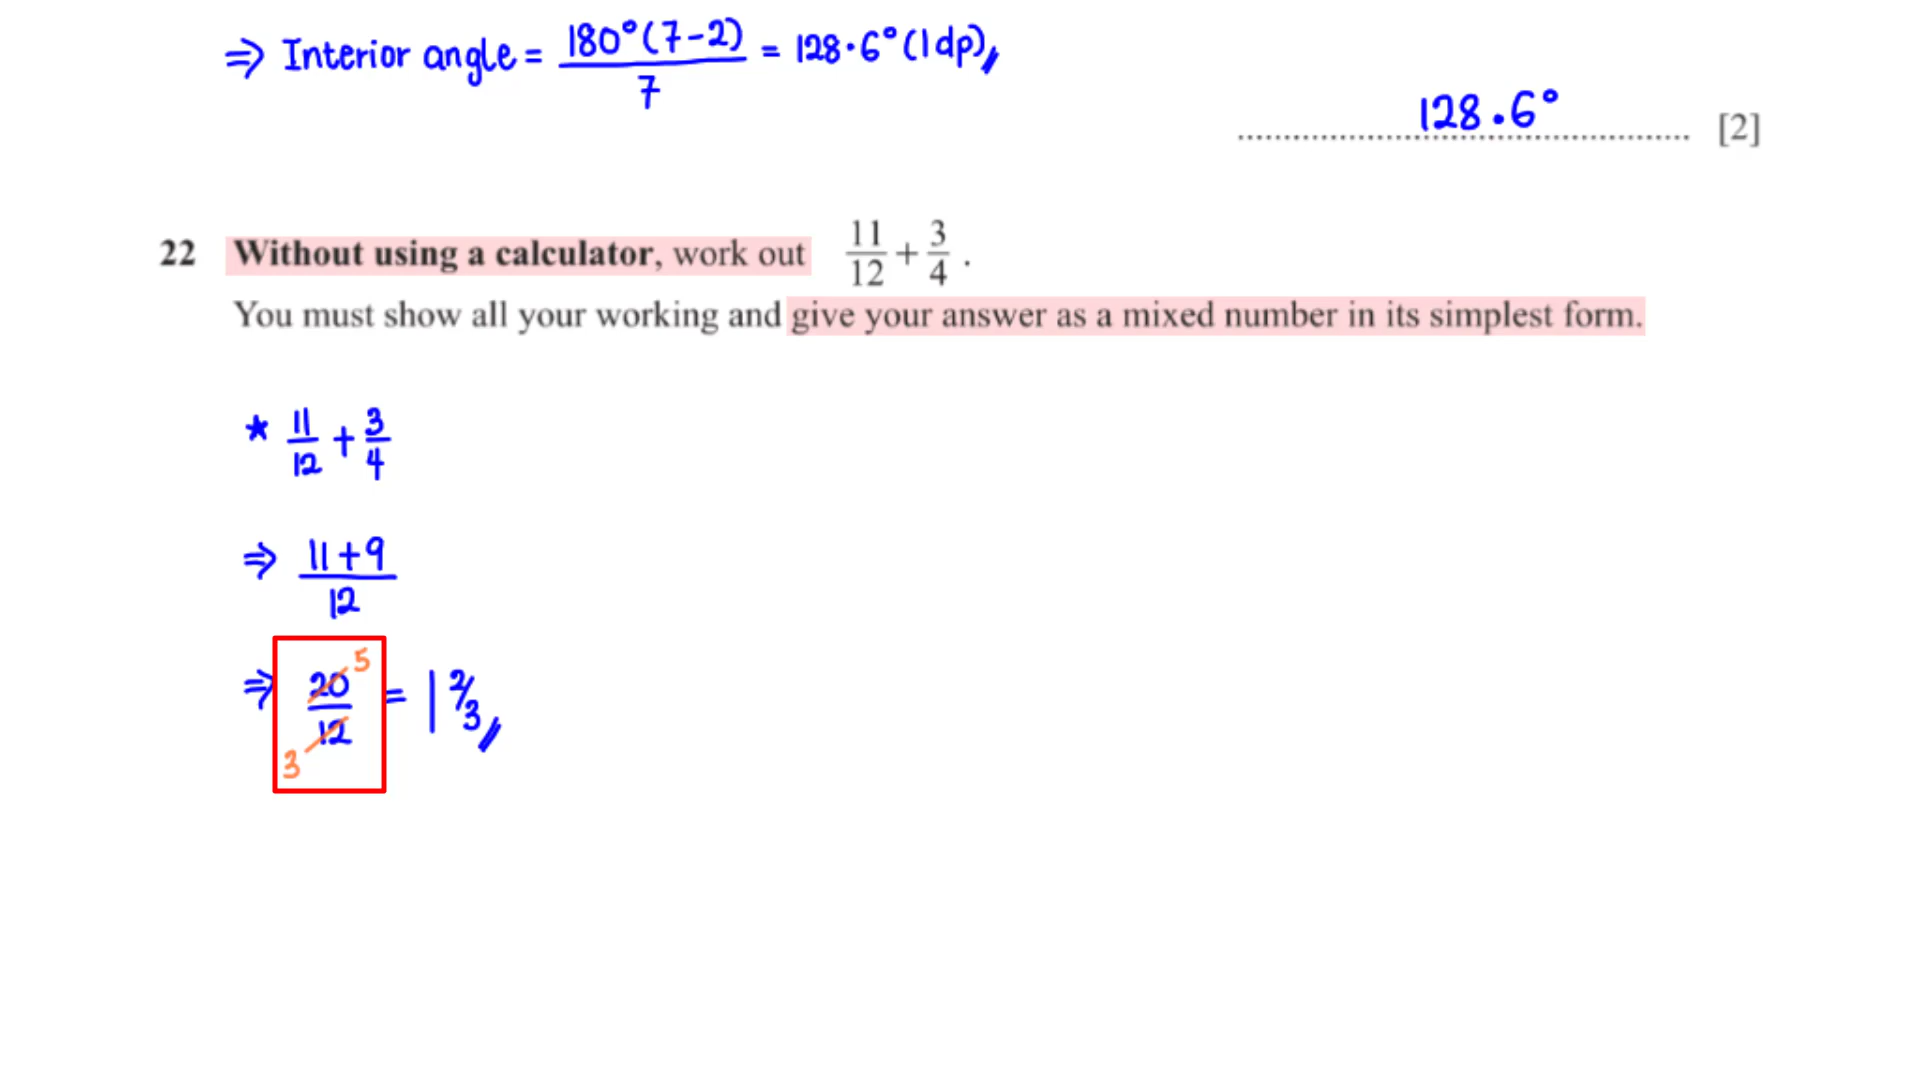 ⇒ Interior angle = 180°(7-2)/7 = 128.6° (1dp),,
128.6°
........................................ [2]
22 Without using a calculator, work out 11/12 + 3/4 .
You must show all your working and give your answer as a mixed number in its simplest form.
* 11/12 + 3/4
⇒ 11+9/12
⇒ 20/12 5 3 = 1 2/3,,